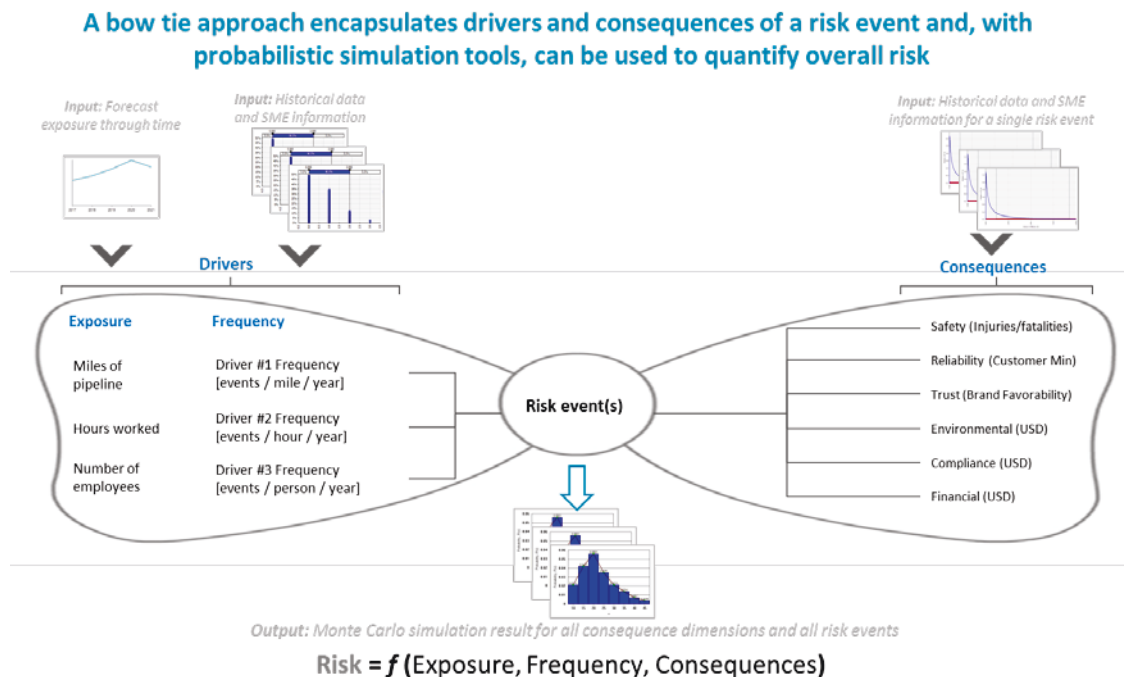 A bow tie approach encapsulates drivers and consequences of a risk event and, with
probabilistic simulation tools, can be used to quantify overall risk
Input: Forecast
exposure through time
Input: Historical data
and SME information
Input: Historical data and SME
information for a single risk event
2017 2018 2019 2020 2021
Drivers
Consequences
Exposure
Frequency
Miles of
pipeline
Driver #1 Frequency
[events / mile / year]
Hours worked
Driver #2 Frequency
[events / hour / year]
Number of
employees
Driver #3 Frequency
[events / person / year]
Risk event(s)
Safety (Injuries/fatalities)
Reliability (Customer Min)
Trust (Brand Favorability)
Environmental (USD)
Compliance (USD)
Financial (USD)
Output: Monte Carlo simulation result for all consequence dimensions and all risk events
Risk = f (Exposure, Frequency, Consequences)